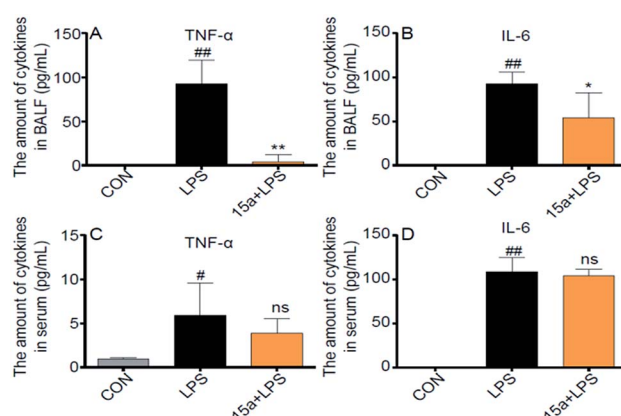 A
TNF-α
The amount of cytokines
in BALF (pg/mL)
150
100
50
0
##
**
CON
LPS
15a+LPS
B
IL-6
The amount of cytokines
in BALF (pg/mL)
150
100
50
0
##
*
CON
LPS
15a+LPS
C
TNF-α
The amount of cytokines
in serum (pg/mL)
15
10
5
0
#
ns
CON
LPS
15a+LPS
D
IL-6
The amount of cytokines
in serum (pg/mL)
150
100
50
0
##
ns
CON
LPS
15a+LPS